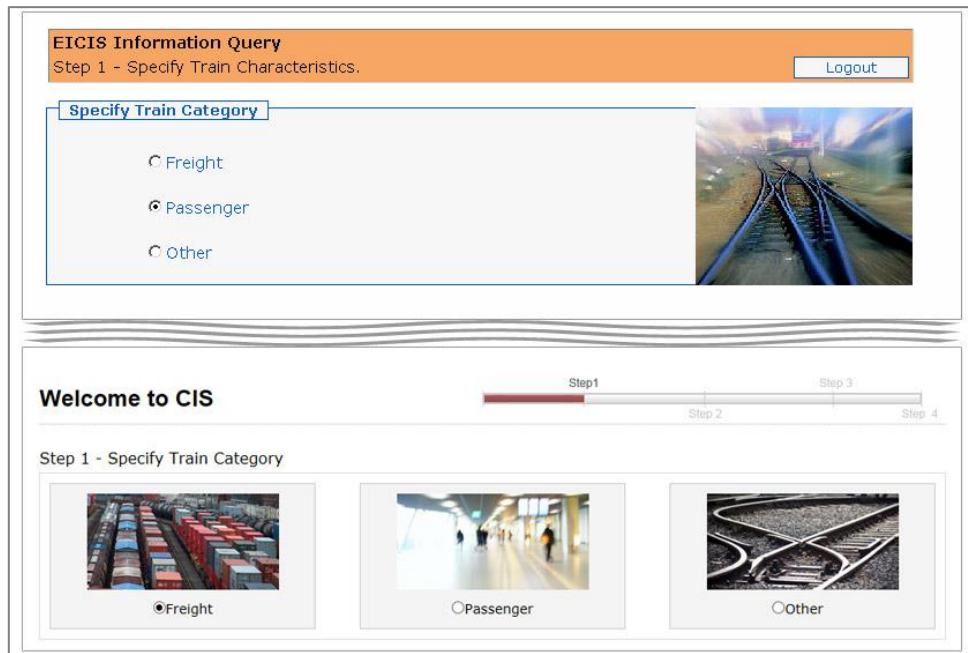 EICIS Information Query
Step 1 - Specify Train Characteristics.
Logout
Specify Train Category
Freight
Passenger
Other
Welcome to CIS
Step1
Step 2
Step 3
Step 4
Step 1 - Specify Train Category
Freight
Passenger
Other